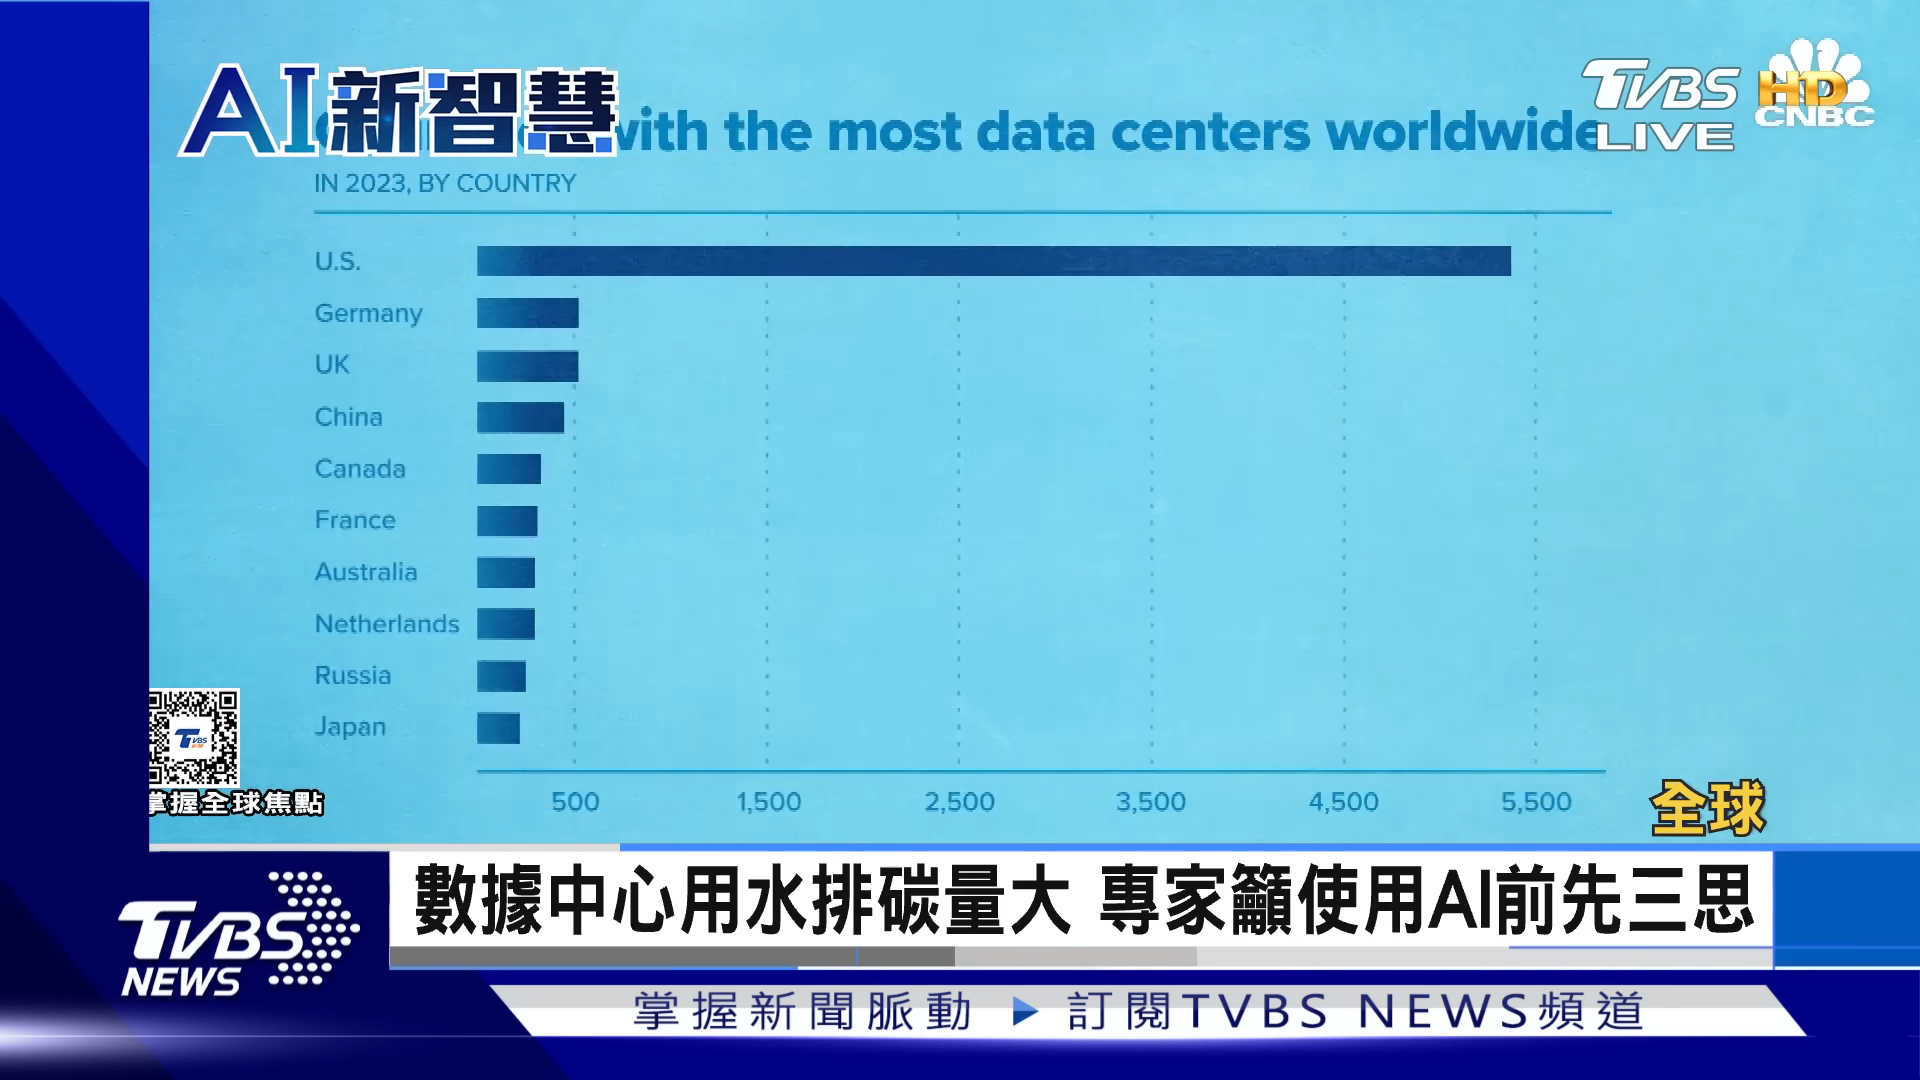 AI新智慧
with the most data centers worldwide
TVBS
LIVE
HD
CNBC
IN 2023, BY COUNTRY
U.S.
Germany
UK
China
Canada
France
Australia
Netherlands
Russia
Japan
500 1,500 2,500 3,500 4,500 5,500
TVBS
掌握全球焦點
全球
數據中心用水排碳量大 專家籲使用AI前先三思
TVBS
NEWS
掌握新聞脈動 訂閱TVBS NEWS頻道